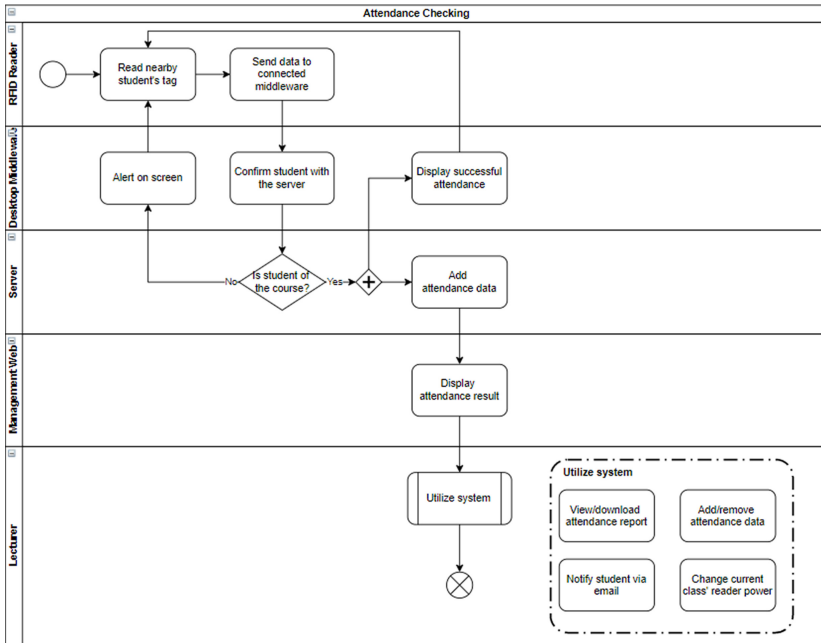 Attendance Checking
RFID Reader
Read nearby
student's tag
Send data to
connected
middleware
Desktop Middleware
Alert on screen
Confirm student with
the server
Display successful
attendance
Server
No
Is student of
the course?
Yes
Add
attendance data
Management Web
Display
attendance result
Lecturer
Utilize system
Utilize system
View/download
attendance report
Add/remove
attendance data
Notify student via
email
Change current
class' reader power